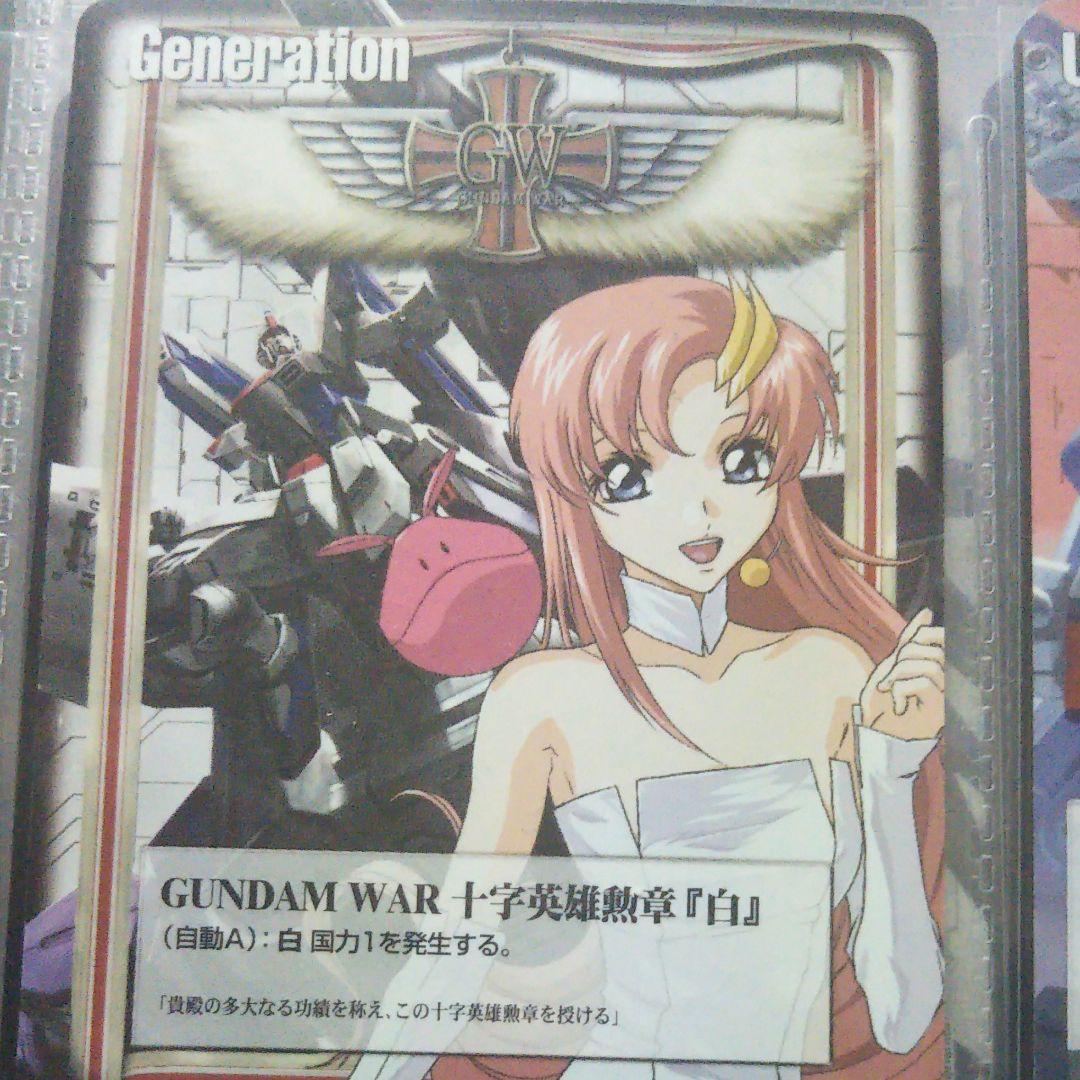 Generation
GW
GUNDAM WAR
GUNDAM WAR 十字英雄勲章『白』
(自動A):白 国力1を発生する。
「貴殿の多大なる功績を称え、この十字英雄勲章を授ける」
U